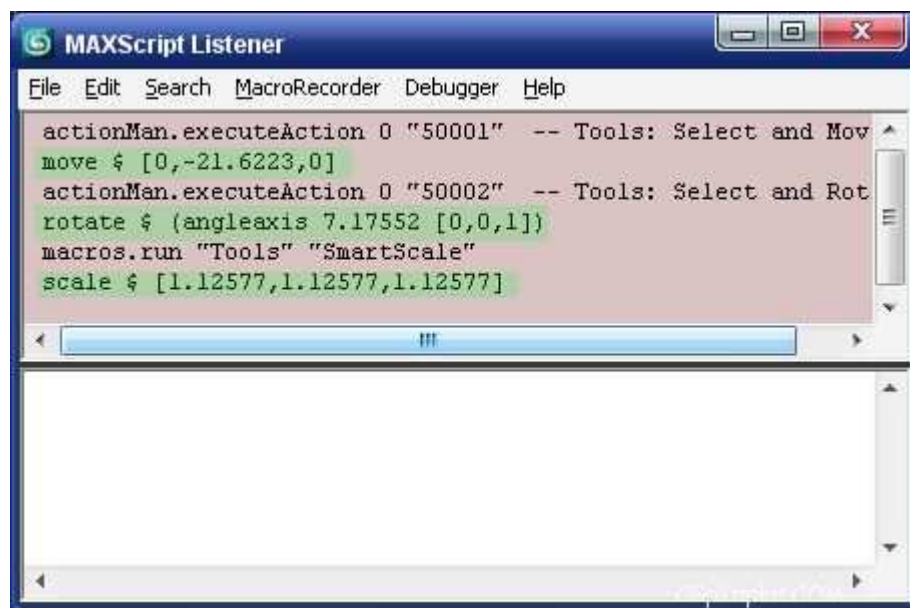 MAXScript Listener
File Edit Search MacroRecorder Debugger Help
actionMan.executeAction 0 "50001" -- Tools: Select and Mov
move $ [0,-21.6223,0]
actionMan.executeAction 0 "50002" -- Tools: Select and Rot
rotate $ (angleaxis 7.17552 [0,0,1])
macros.run "Tools" "SmartScale"
scale $ [1.12577,1.12577,1.12577]